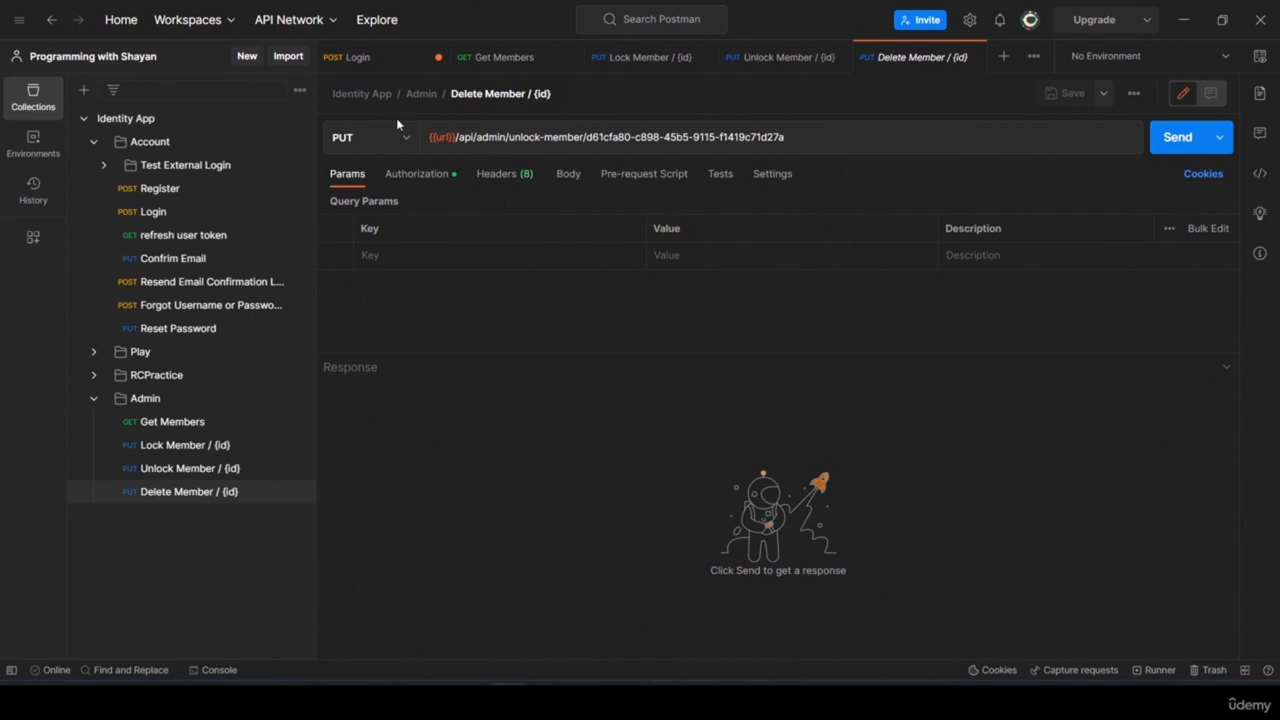 Home Workspaces API Network Explore Search Postman Invite Upgrade
Programming with Shayan New Import POST Login GET Get Members PUT Lock Member / {id} PUT Unlock Member / {id} PUT Delete Member / {id} No Environment
Collections
Environments
History
Identity App
Account
Test External Login
POST Register
POST Login
GET refresh user token
PUT Confrim Email
POST Resend Email Confirmation L...
POST Forgot Username or Passwo...
PUT Reset Password
Play
RCPractice
Admin
GET Get Members
PUT Lock Member / {id}
PUT Unlock Member / {id}
PUT Delete Member / {id}
Identity App / Admin / Delete Member / {id} Save
PUT {{url}}/api/admin/unlock-member/d61cfa80-c898-45b5-9115-f1419c71d27a Send
Params Authorization Headers (8) Body Pre-request Script Tests Settings Cookies
Query Params
Key Value Description Bulk Edit
Key Value Description
Response
Click Send to get a response
Online Find and Replace Console Cookies Capture requests Runner Trash
ûdemy